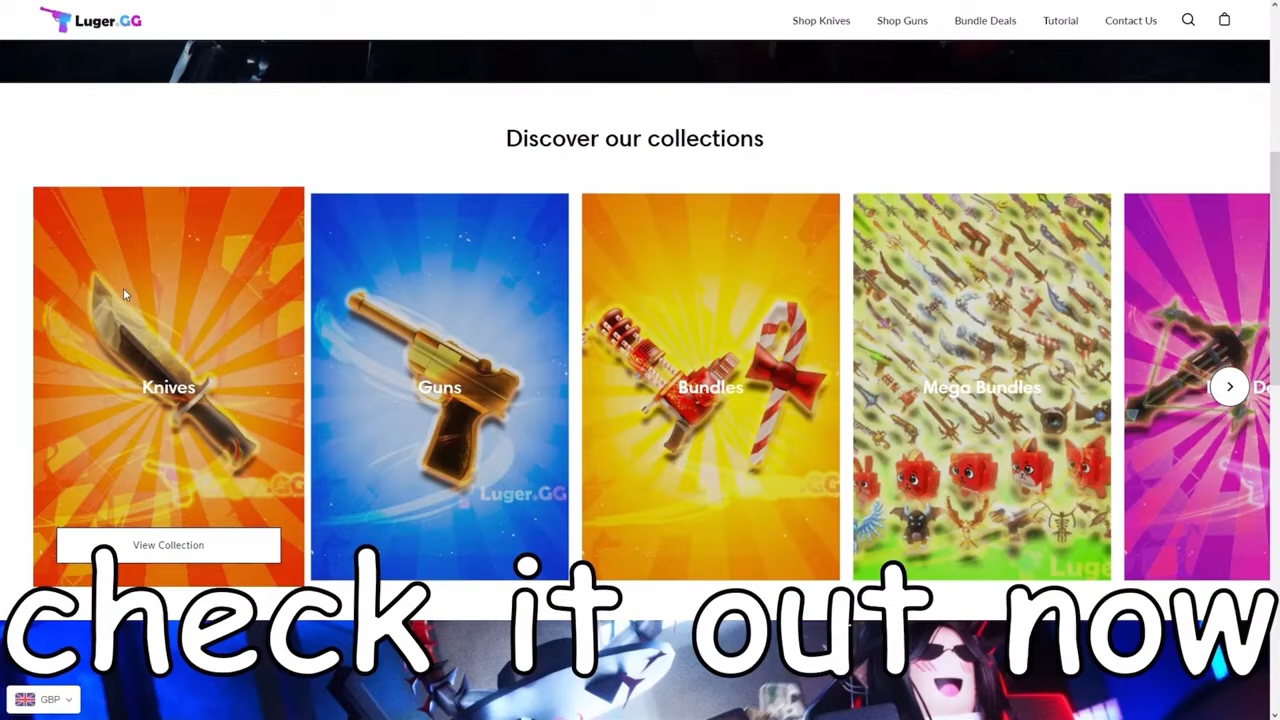 Luger.GG
Shop Knives
Shop Guns
Bundle Deals
Tutorial
Contact Us
Discover our collections
Knives
Guns
Bundles
Mega Bundles
Luger.GG
View Collection
check it out now
GBP